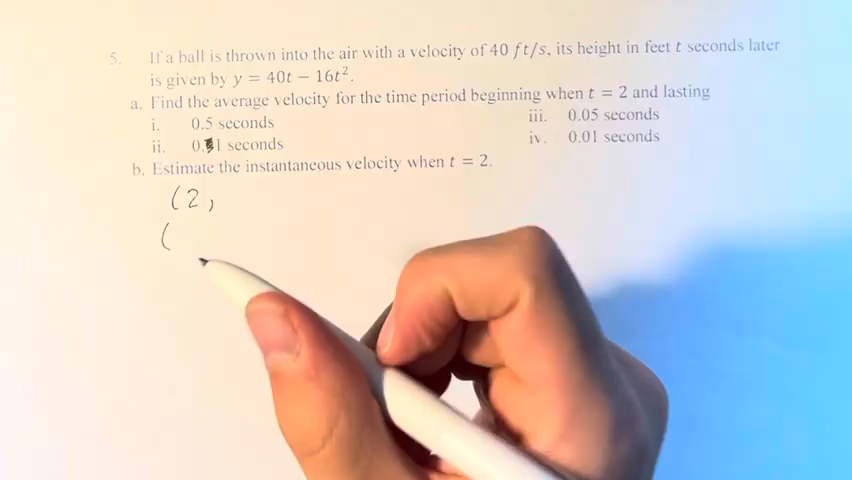 5. If a ball is thrown into the air with a velocity of 40 ft/s, its height in feet t seconds later
is given by y = 40t − 16t².
a. Find the average velocity for the time period beginning when t = 2 and lasting
i. 0.5 seconds
iii. 0.05 seconds
ii. 0.1 seconds
iv. 0.01 seconds
b. Estimate the instantaneous velocity when t = 2.
(2,
(